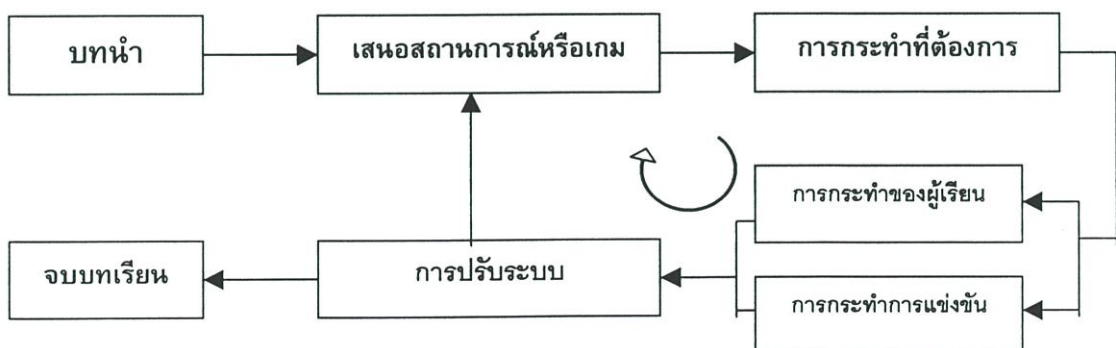 บทนำ
เสนอสถานการณ์หรือเกม
การกระทำที่ต้องการ
การกระทำของผู้เรียน
จบบทเรียน
การปรับระบบ
การกระทำการแข่งขัน